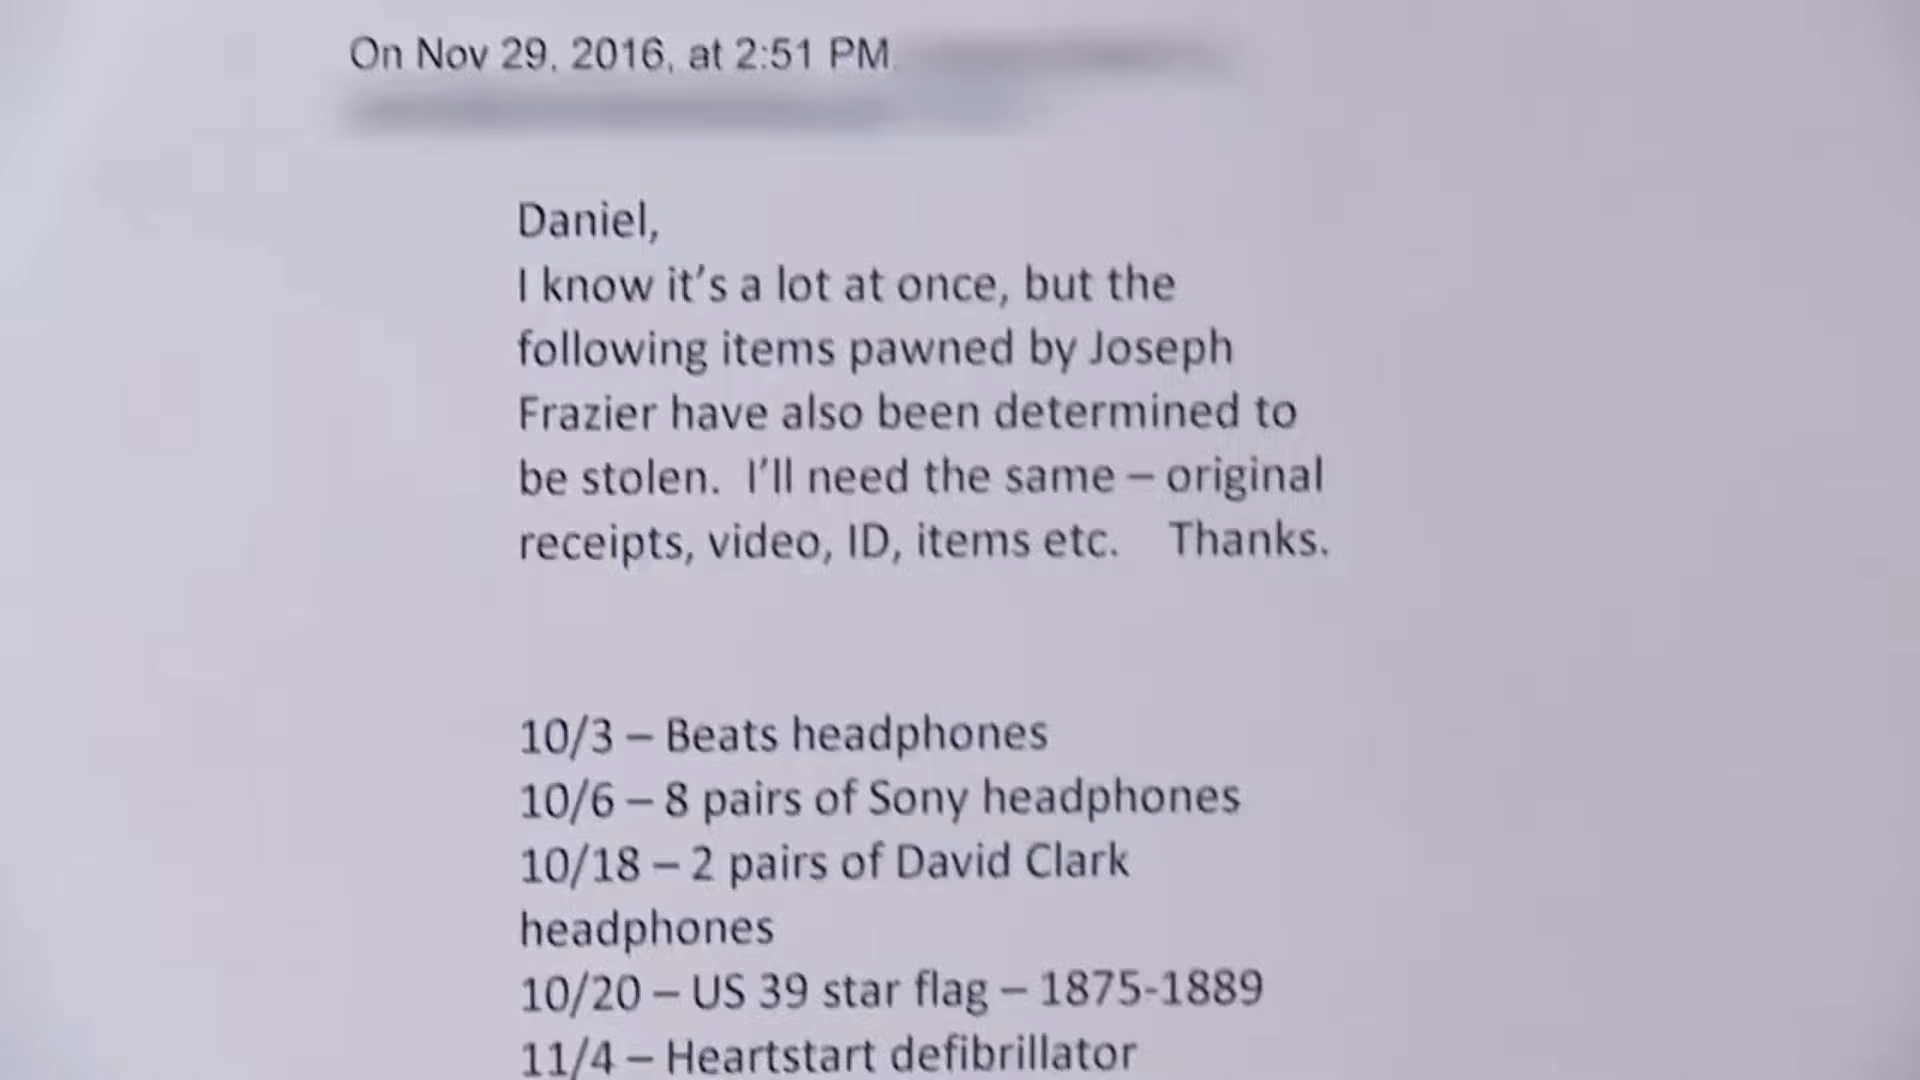 On Nov 29, 2016, at 2:51 PM
Daniel,
I know it's a lot at once, but the
following items pawned by Joseph
Frazier have also been determined to
be stolen.  I'll need the same – original
receipts, video, ID, items etc.    Thanks.
10/3 – Beats headphones
10/6 – 8 pairs of Sony headphones
10/18 – 2 pairs of David Clark
headphones
10/20 – US 39 star flag – 1875-1889
11/4 – Heartstart defibrillator